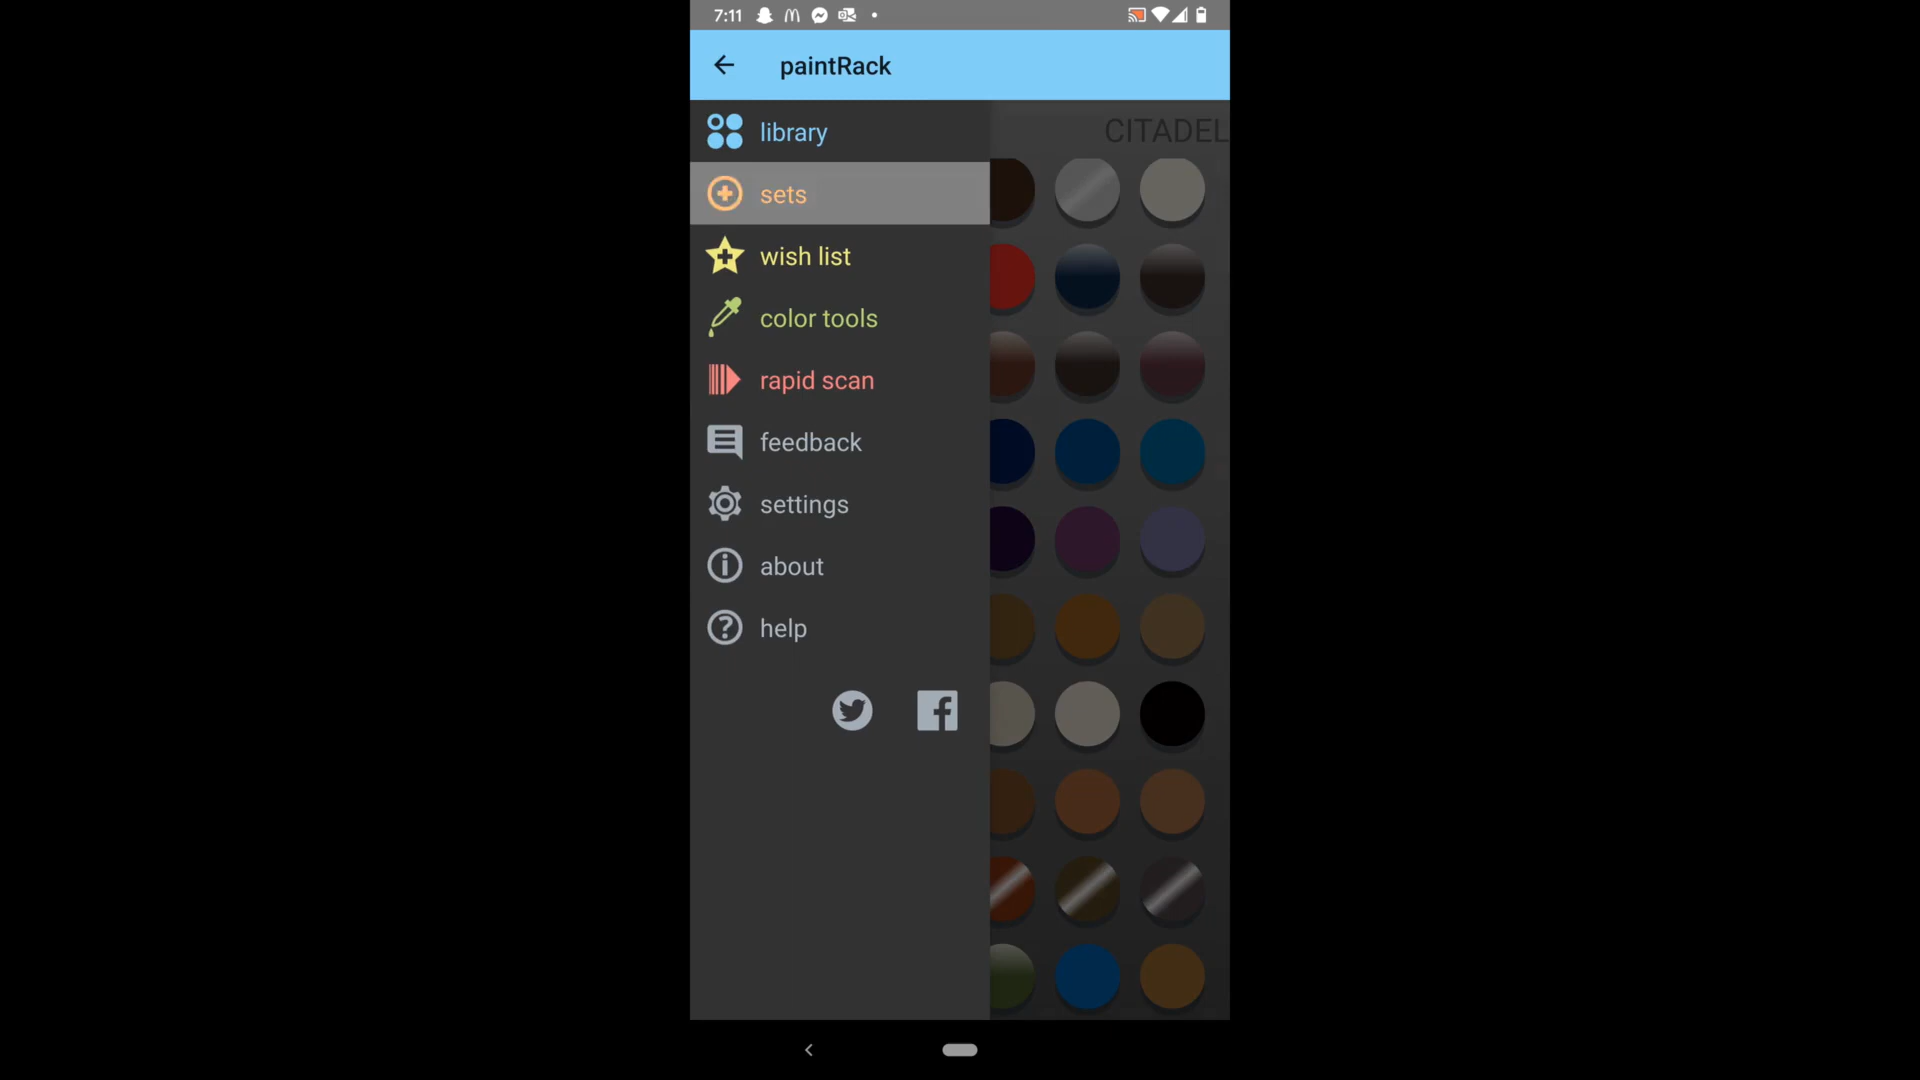 7:11
paintRack
library
CITADEL
sets
wish list
color tools
rapid scan
feedback
settings
about
help